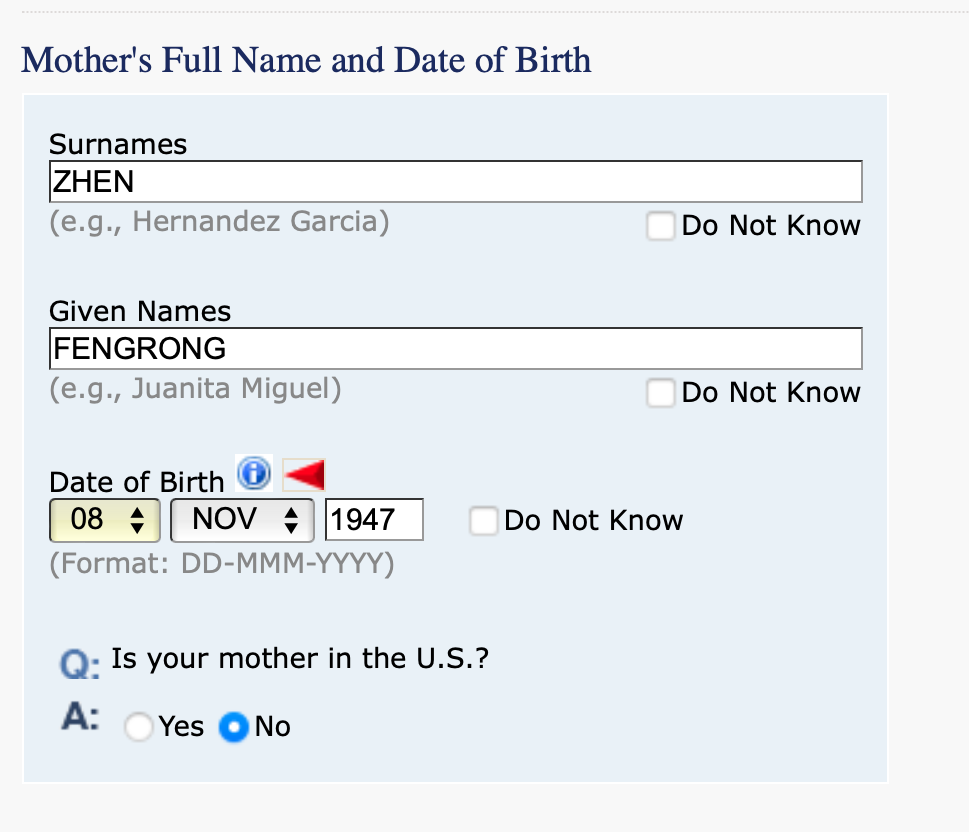 Mother's Full Name and Date of Birth
Surnames
ZHEN
(e.g., Hernandez Garcia)
Do Not Know
Given Names
FENGRONG
(e.g., Juanita Miguel)
Do Not Know
Date of Birth i
08 NOV 1947 Do Not Know
(Format: DD-MMM-YYYY)
Q: Is your mother in the U.S.?
A: Yes No